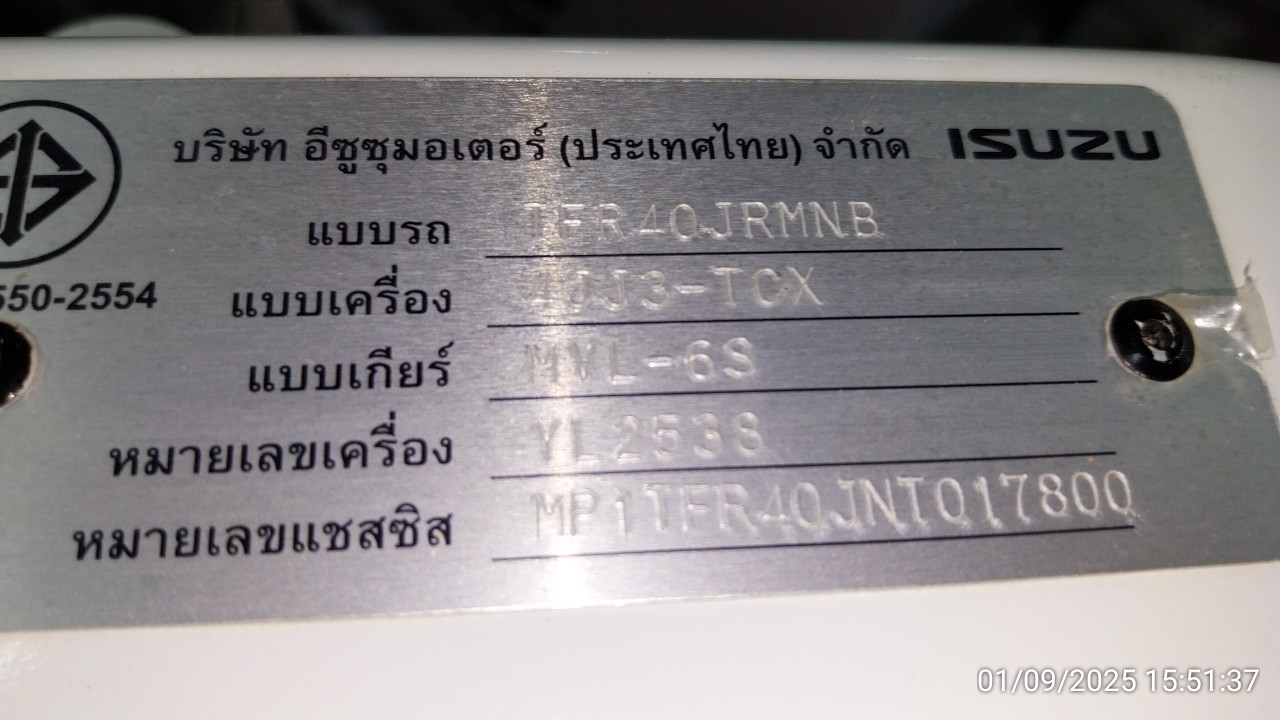 บริษัท อีซูซุมอเตอร์ (ประเทศไทย) จำกัด ISUZU
แบบรถ TFR40JRMNB
550-2554
แบบเครื่อง 4JJ3-TCX
แบบเกียร์ MVL-6S
หมายเลขเครื่อง YL2538
หมายเลขแชสซิส MP1TFR40JNT017800
01/09/2025 15:51:37